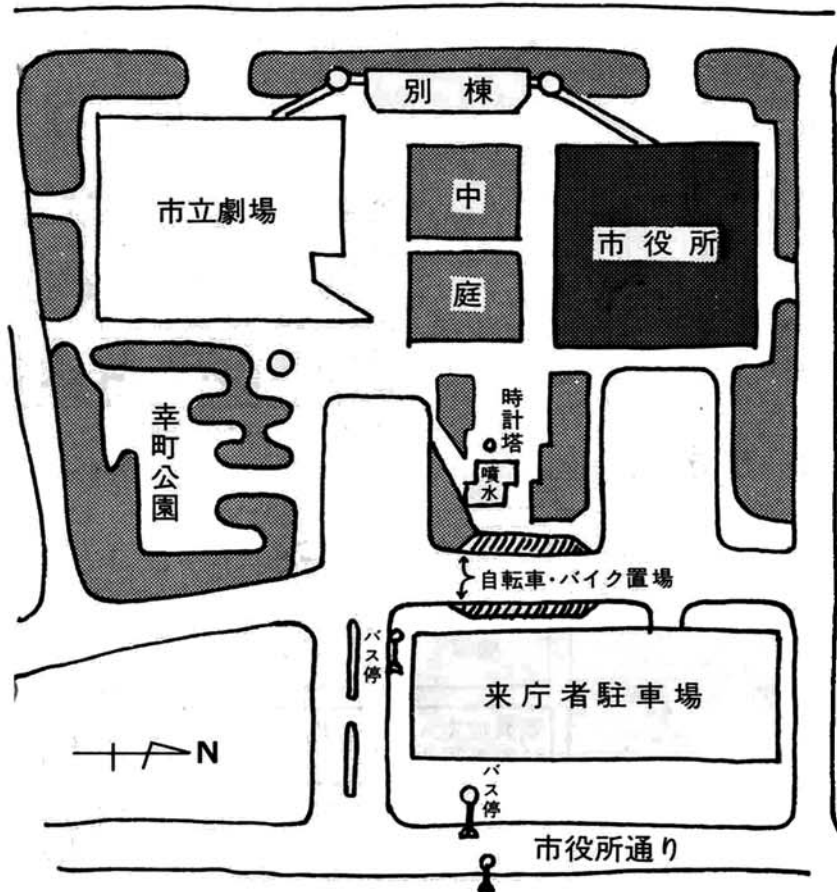 別棟
市立劇場
中
庭
市役所
時計塔
噴水
幸町公園
自転車・バイク置場
バス停
来庁者駐車場
N
バス停
市役所通り